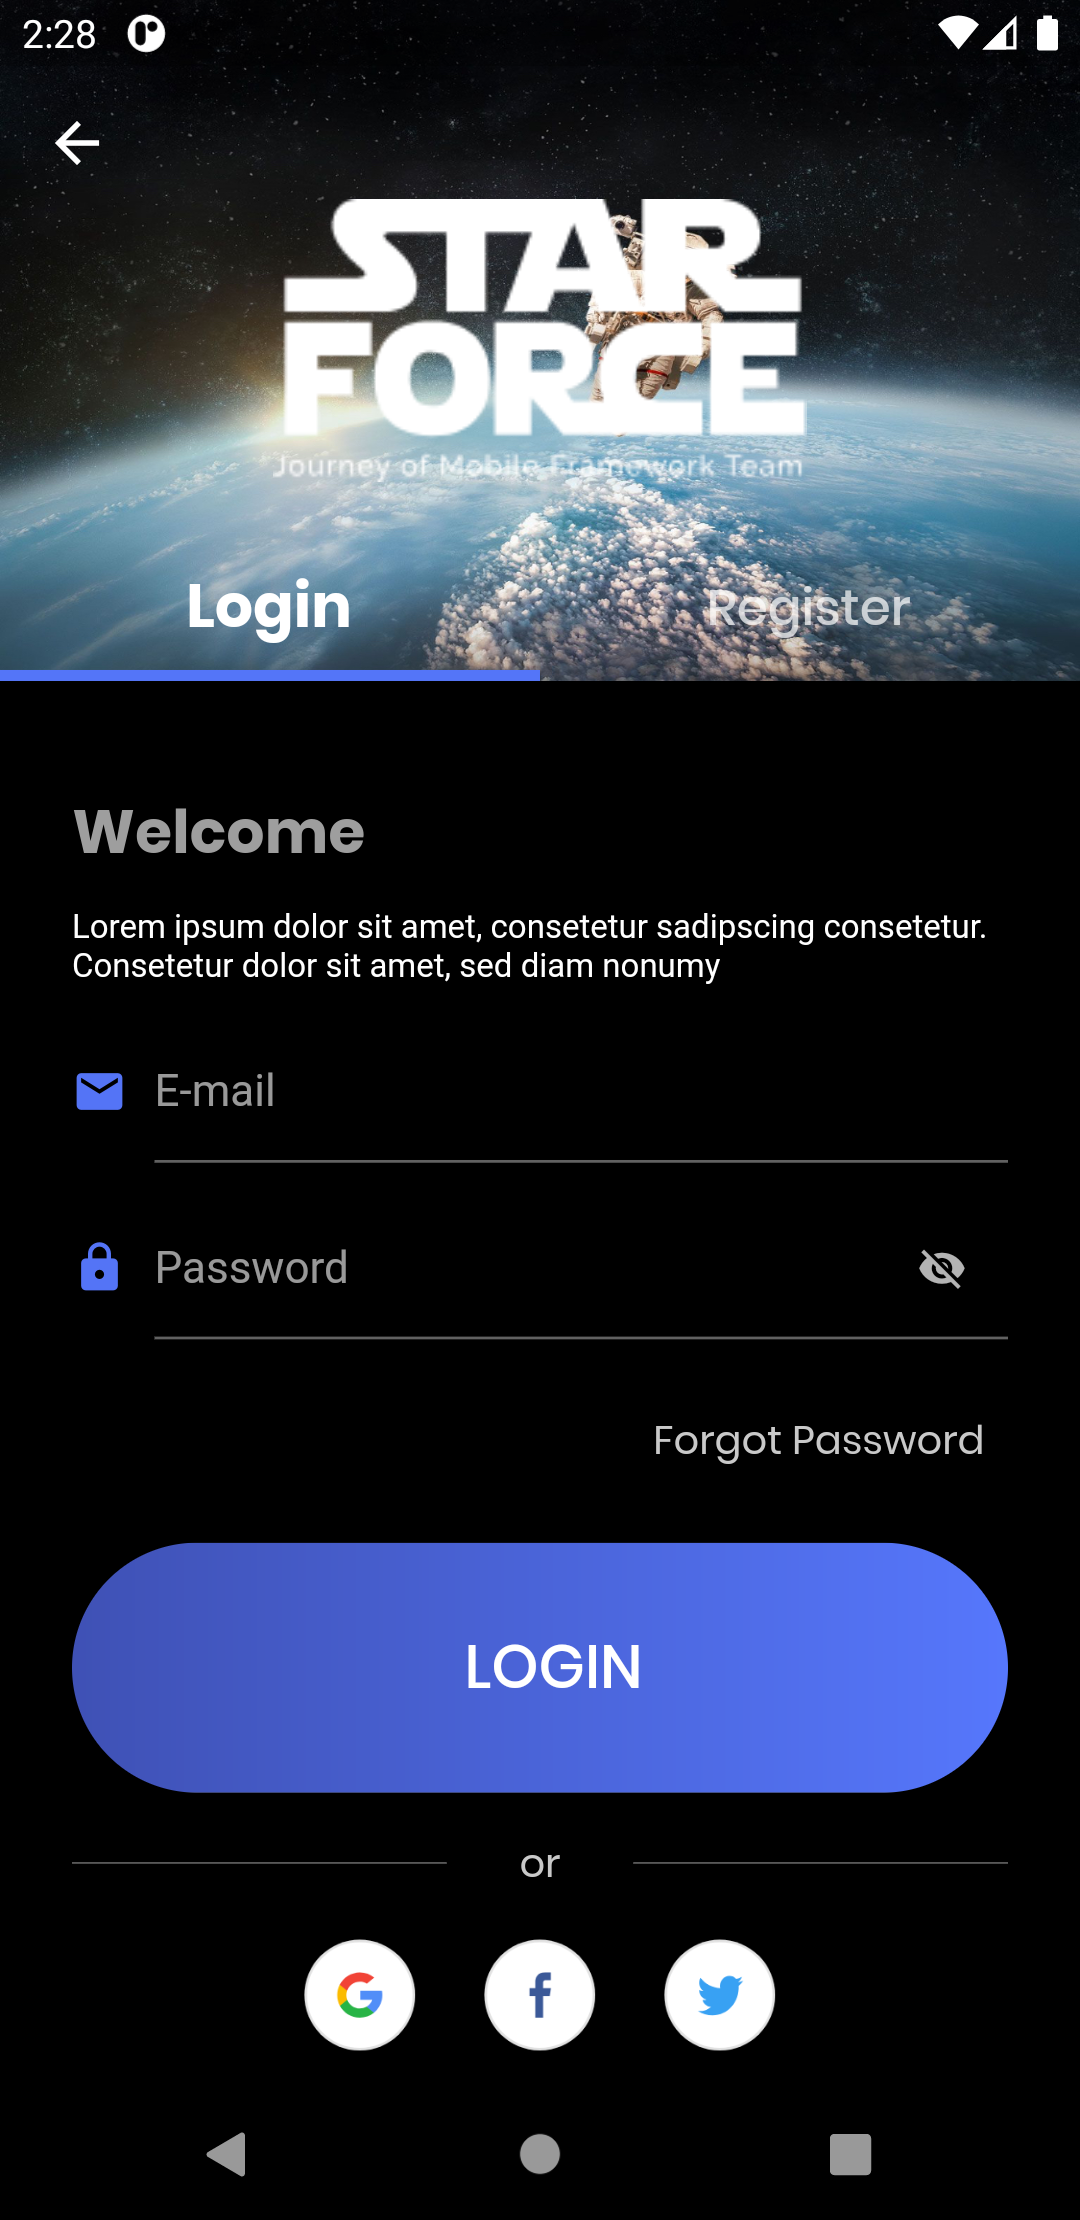 2:28
STAR
FORCE
Journey of Mobile Framework Team
Login
Register
Welcome
Lorem ipsum dolor sit amet, consetetur sadipscing consetetur.
Consetetur dolor sit amet, sed diam nonumy
E-mail
Password
Forgot Password
LOGIN
or